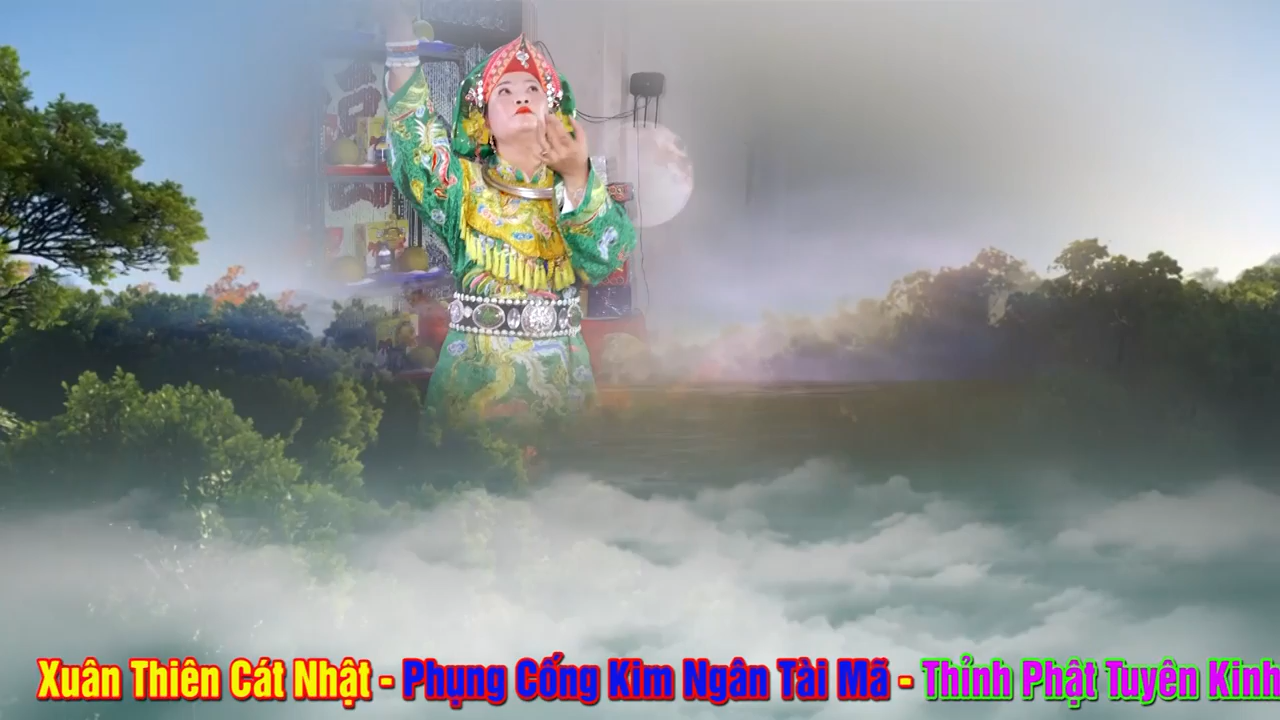 Xuân Thiên Cát Nhật - Phụng Cống Kim Ngân Tài Mã - Thỉnh Phật Tuyên Kinh